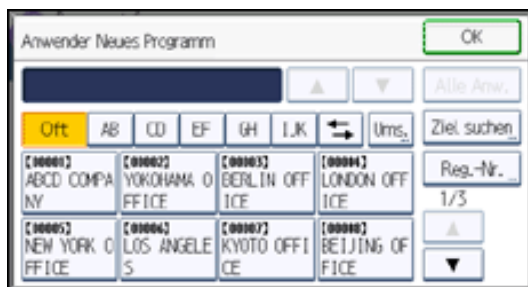 Anwender Neues Programm
OK
▲ ▼ Alle Anw.
Oft AB CD EF GH IJK ⇆ Ums. Ziel suchen
Reg.-Nr.
[00001] [00002] [00003] [00004]
ABCD COMPA YOKOHAMA O BERLIN OFF LONDON OFF
NY FFICE ICE ICE
1/3
[00005] [00006] [00007] [00008]
NEW YORK O LOS ANGELE KYOTO OFFI BEIJING OF
FFICE S CE FICE
▲
▼